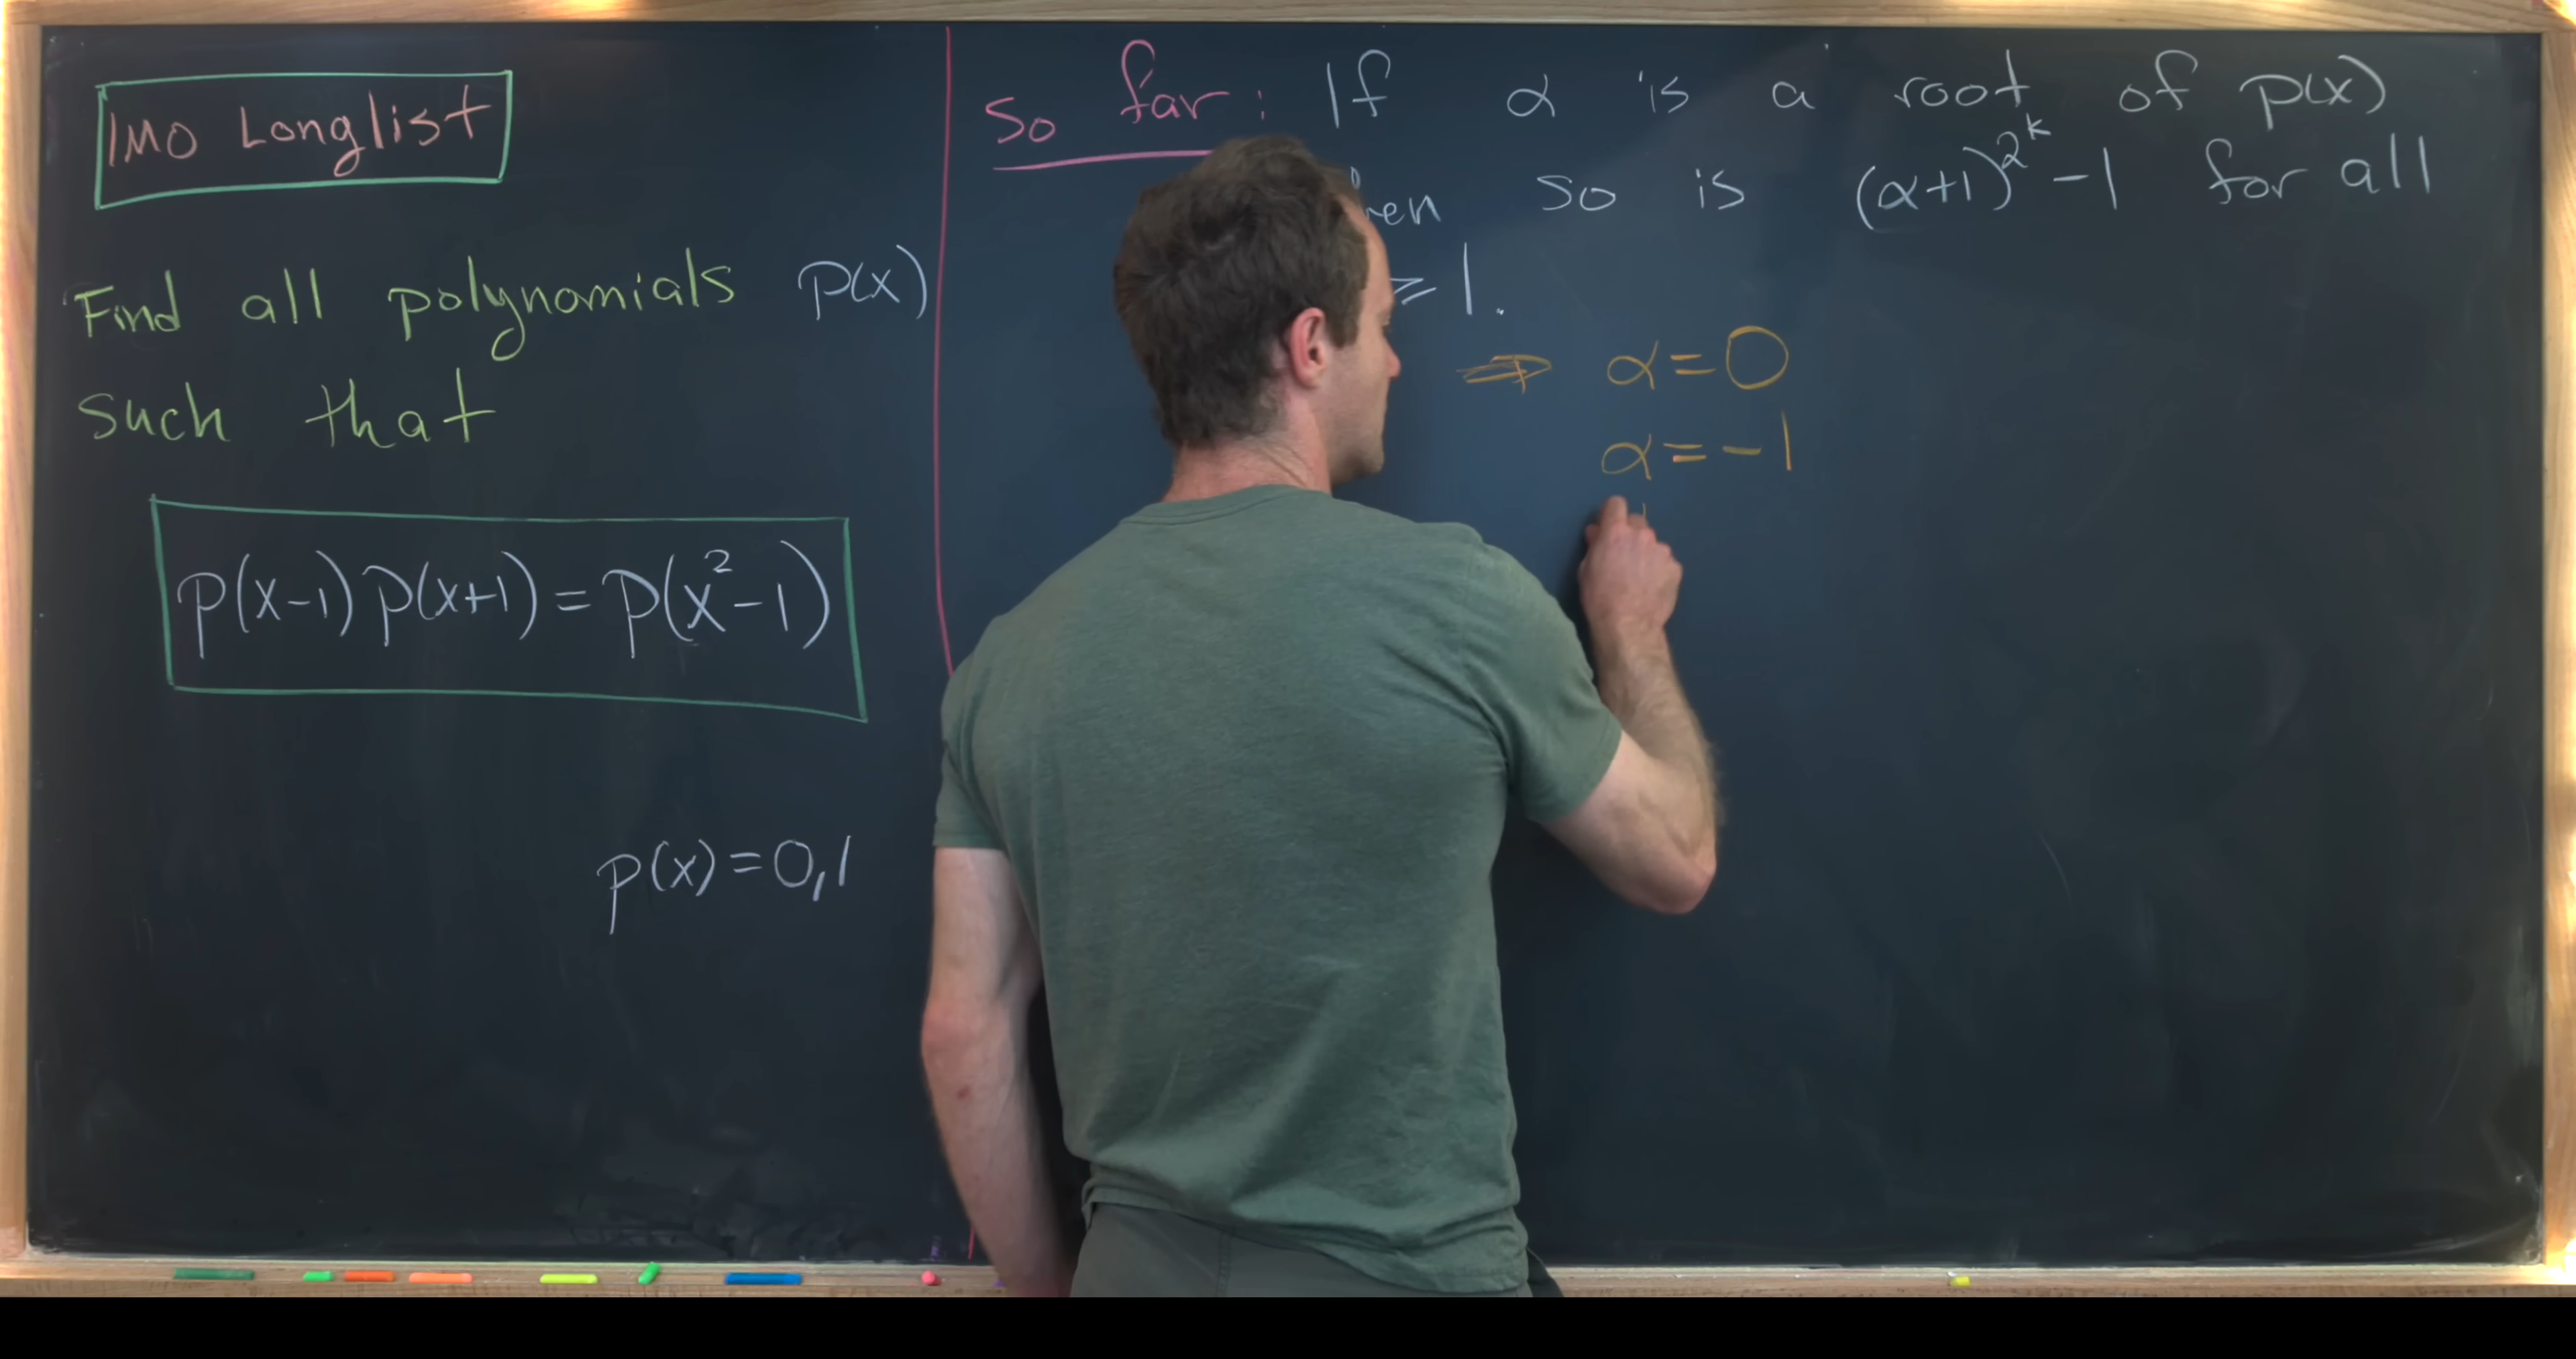 IMO Longlist
Find all polynomials p(x)
such that
p(x-1)p(x+1)=p(x²-1)
p(x)=0,1
So far: If α is a root of p(x)
so is (α+1)^{2^k}-1 for all
≥1.
⇒ α=0
α=-1